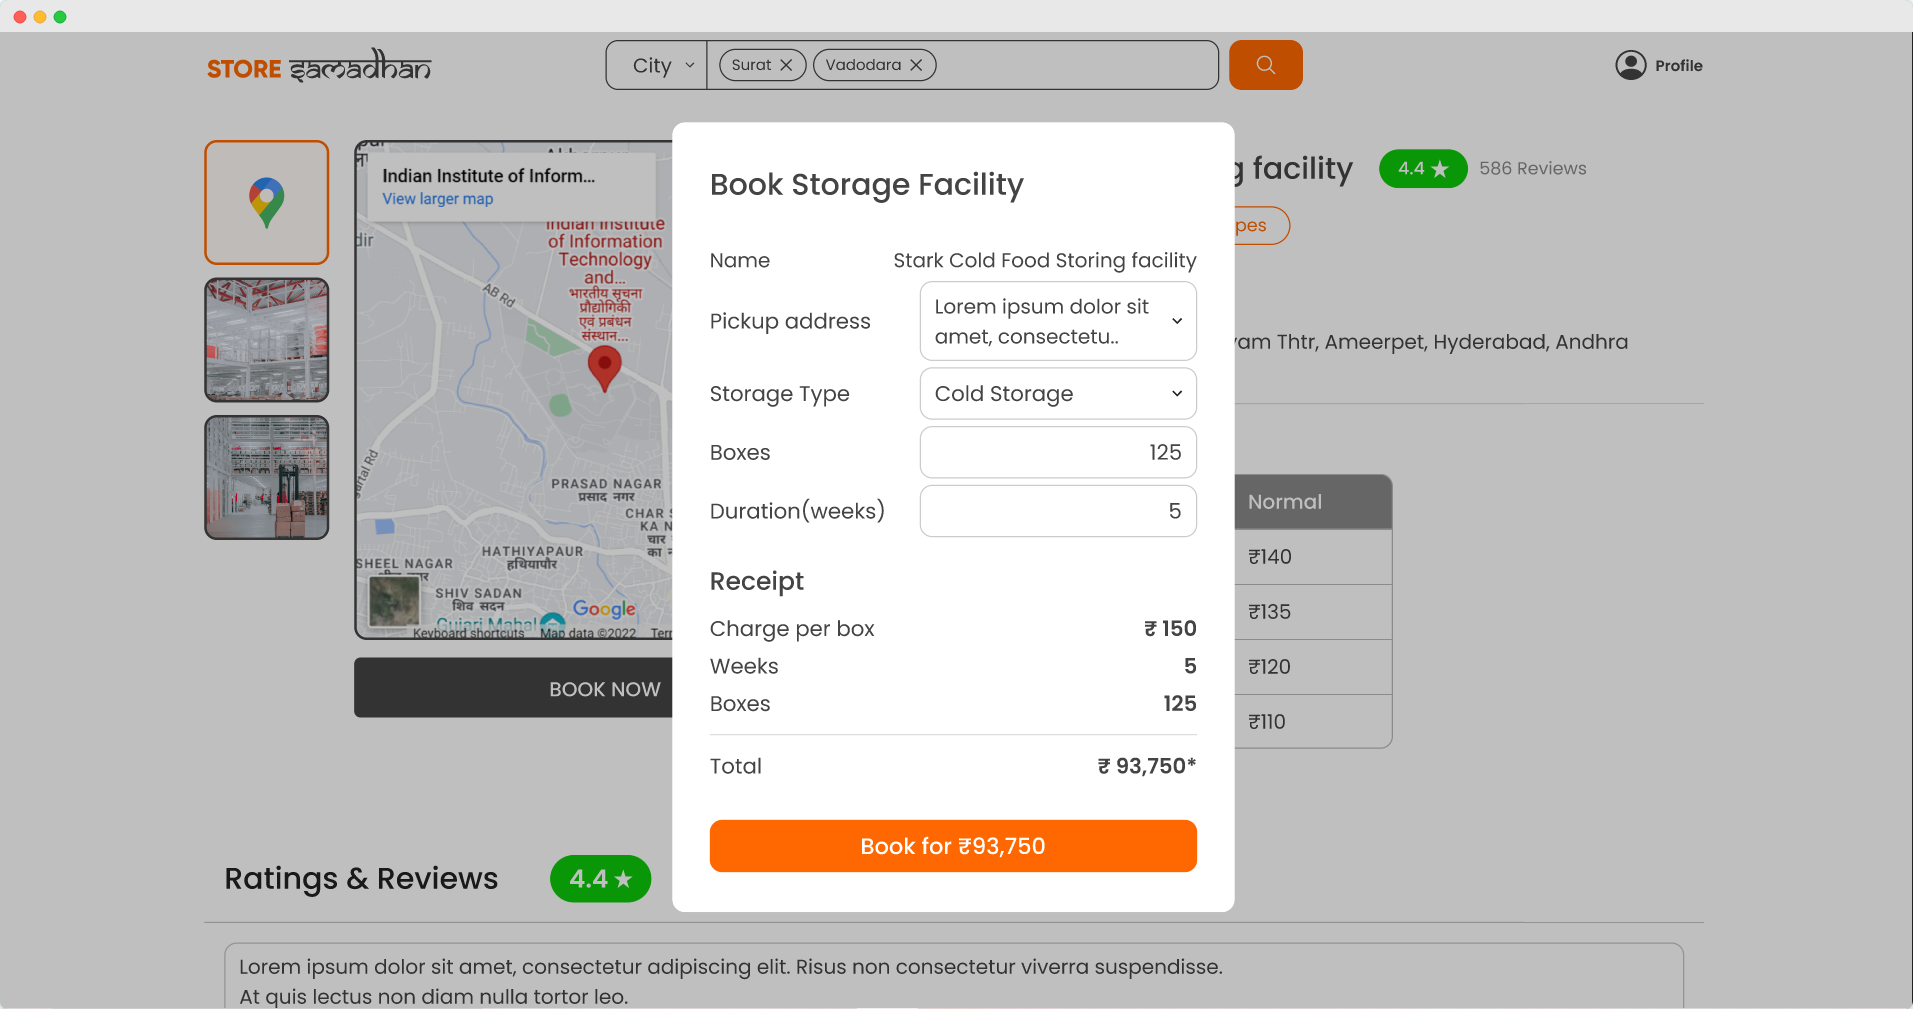 STORE samadhan
City
Surat
Vadodara
Profile
Indian Institute of Inform...
View larger map
Indian Institute
of Information
Technology
and...
भारतीय सूचना
प्रौद्योगिकी
एवं प्रबंधन
संस्थान...
AB Rd
PRASAD NAGAR
प्रसाद नगर
HATHIYAPAUR
हथियापौर
SHEEL NAGAR
SHIV SADAN
शिव सदन
Gujari Mahal
Google
Keyboard shortcuts
Map data ©2022
BOOK NOW
g facility
4.4
586 Reviews
pes
Thtr, Ameerpet, Hyderabad, Andhra
Normal
₹140
₹135
₹120
₹110
Book Storage Facility
Name
Stark Cold Food Storing facility
Pickup address
Lorem ipsum dolor sit
amet, consectetu..
Storage Type
Cold Storage
Boxes
125
Duration(weeks)
5
Receipt
Charge per box
₹ 150
Weeks
5
Boxes
125
Total
₹ 93,750*
Book for ₹93,750
Ratings & Reviews
4.4
Lorem ipsum dolor sit amet, consectetur adipiscing elit. Risus non consectetur viverra suspendisse.
At quis lectus non diam nulla tortor leo.